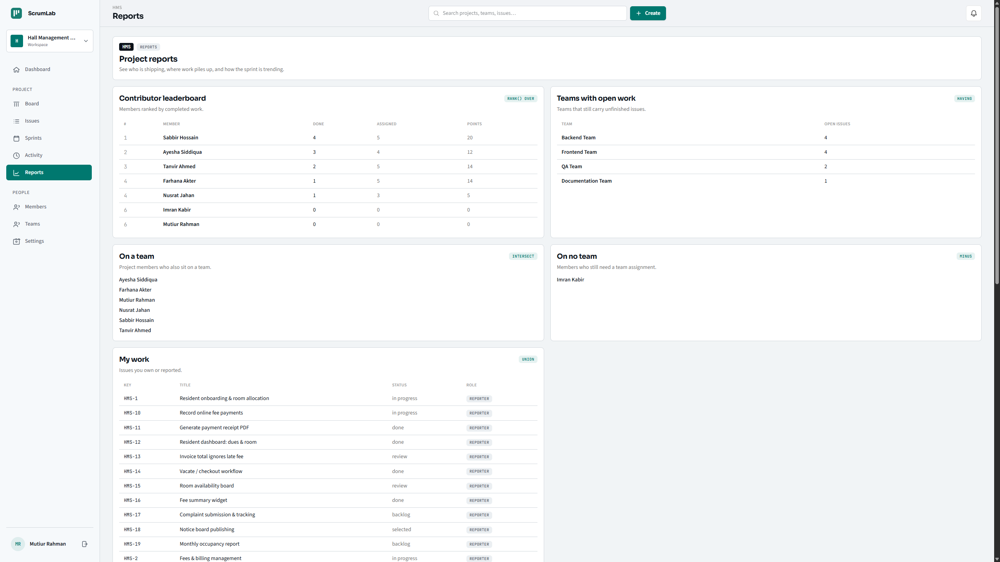 ScrumLab
H
Hall Management ...
Workspace
Dashboard
PROJECT
Board
Issues
Sprints
Activity
Reports
PEOPLE
Members
Teams
Settings
MR
Mutiur Rahman
HMS
Reports
Search projects, teams, issues...
Create
HMS REPORTS
Project reports
See who is shipping, where work piles up, and how the sprint is trending.
Contributor leaderboard RANK() OVER
Members ranked by completed work.
# MEMBER DONE ASSIGNED POINTS
1 Sabbir Hossain 4 5 20
2 Ayesha Siddiqua 3 4 12
3 Tanvir Ahmed 2 5 14
4 Farhana Akter 1 5 14
4 Nusrat Jahan 1 3 5
6 Imran Kabir 0 0 0
6 Mutiur Rahman 0 0 0
Teams with open work HAVING
Teams that still carry unfinished issues.
TEAM OPEN ISSUES
Backend Team 4
Frontend Team 4
QA Team 2
Documentation Team 1
On a team INTERSECT
Project members who also sit on a team.
Ayesha Siddiqua
Farhana Akter
Mutiur Rahman
Nusrat Jahan
Sabbir Hossain
Tanvir Ahmed
On no team MINUS
Members who still need a team assignment.
Imran Kabir
My work UNION
Issues you own or reported.
KEY TITLE STATUS ROLE
HMS-1 Resident onboarding & room allocation in progress REPORTER
HMS-10 Record online fee payments in progress REPORTER
HMS-11 Generate payment receipt PDF done REPORTER
HMS-12 Resident dashboard: dues & room done REPORTER
HMS-13 Invoice total ignores late fee review REPORTER
HMS-14 Vacate / checkout workflow done REPORTER
HMS-15 Room availability board review REPORTER
HMS-16 Fee summary widget done REPORTER
HMS-17 Complaint submission & tracking backlog REPORTER
HMS-18 Notice board publishing selected REPORTER
HMS-19 Monthly occupancy report backlog REPORTER
HMS-2 Fees & billing management in progress REPORTER